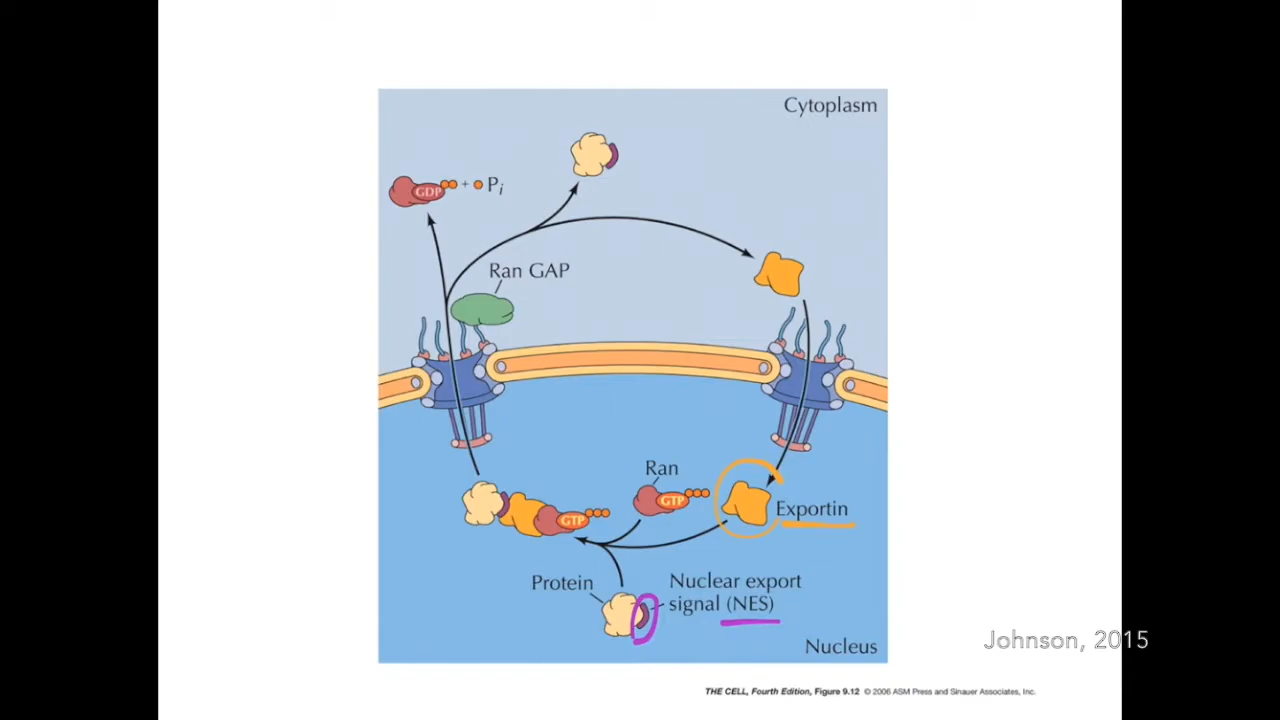 Cytoplasm
GDP + Pi
Ran GAP
Ran
GTP
Exportin
GTP
Protein
Nuclear export
signal (NES)
Nucleus
Johnson, 2015
THE CELL, Fourth Edition, Figure 9.12 © 2006 ASM Press and Sinauer Associates, Inc.